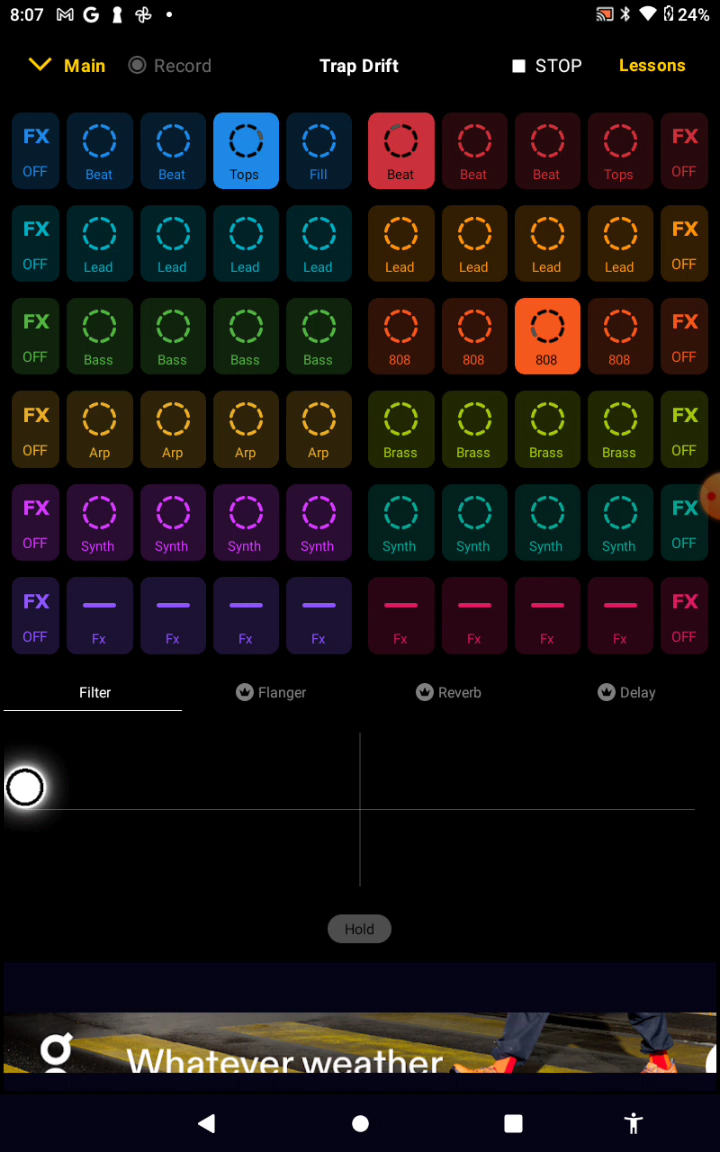 8:07 24%
Main Record Trap Drift STOP Lessons
FX FX
OFF Beat Beat Tops Fill Beat Beat Beat Tops OFF
FX FX
OFF Lead Lead Lead Lead Lead Lead Lead Lead OFF
FX FX
OFF Bass Bass Bass Bass 808 808 808 808 OFF
FX FX
OFF Arp Arp Arp Arp Brass Brass Brass Brass OFF
FX FX
OFF Synth Synth Synth Synth Synth Synth Synth Synth OFF
FX FX
OFF Fx Fx Fx Fx Fx Fx Fx Fx OFF
Filter Flanger Reverb Delay
Hold
Whatever weather